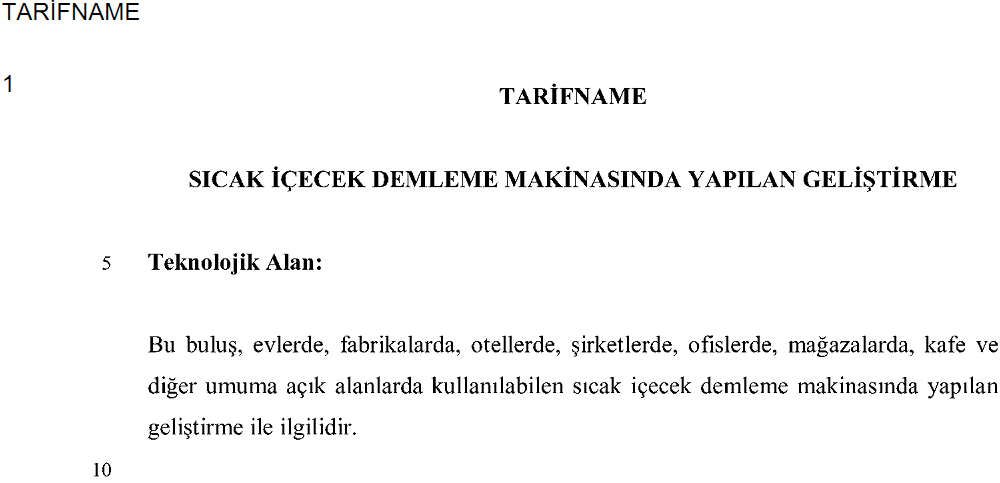 TARİFNAME
1
TARİFNAME
SICAK İÇECEK DEMLEME MAKİNASINDA YAPILAN GELİŞTİRME
5 Teknolojik Alan:
Bu buluş, evlerde, fabrikalarda, otellerde, şirketlerde, ofislerde, mağazalarda, kafe ve
diğer umuma açık alanlarda kullanılabilen sıcak içecek demleme makinasında yapılan
geliştirme ile ilgilidir.
10